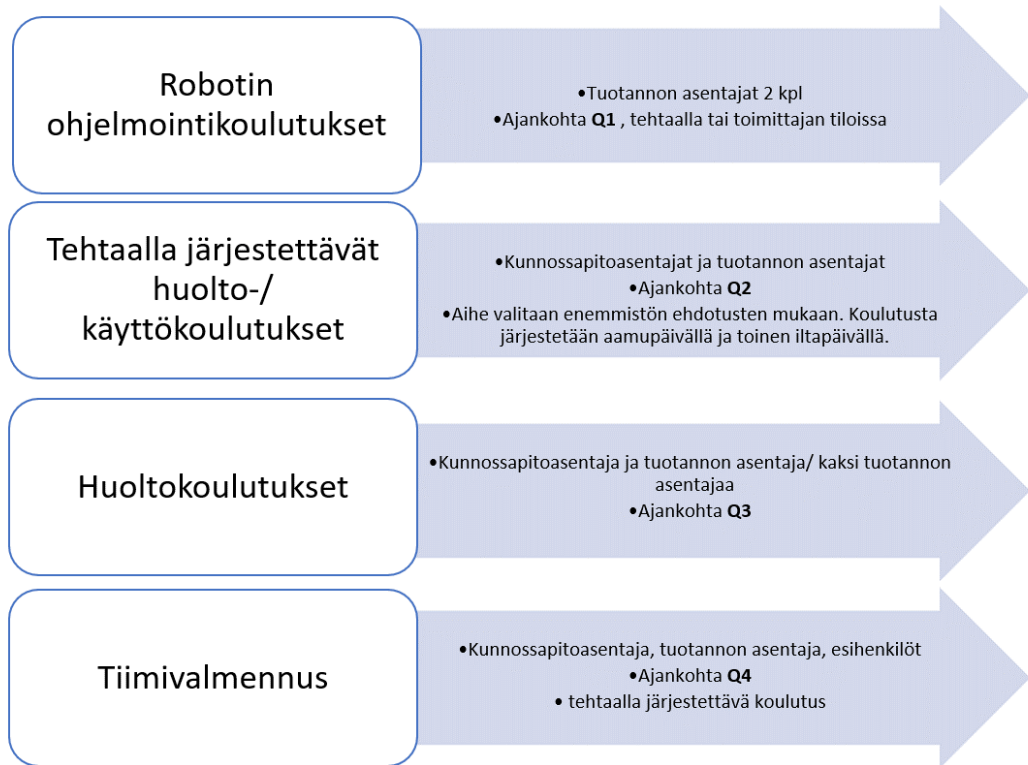 Robotin
ohjelmointikoulutukset
•Tuotannon asentajat 2 kpl
•Ajankohta Q1 , tehtaalla tai toimittajan tiloissa
Tehtaalla järjestettävät
huolto-/
käyttökoulutukset
•Kunnossapitoasentajat ja tuotannon asentajat
•Ajankohta Q2
•Aihe valitaan enemmistön ehdotusten mukaan. Koulutusta
järjestetään aamupäivällä ja toinen iltapäivällä.
Huoltokoulutukset
•Kunnossapitoasentaja ja tuotannon asentaja/ kaksi tuotannon
asentajaa
•Ajankohta Q3
Tiimivalmennus
•Kunnossapitoasentaja, tuotannon asentaja, esihenkilöt
•Ajankohta Q4
• tehtaalla järjestettävä koulutus